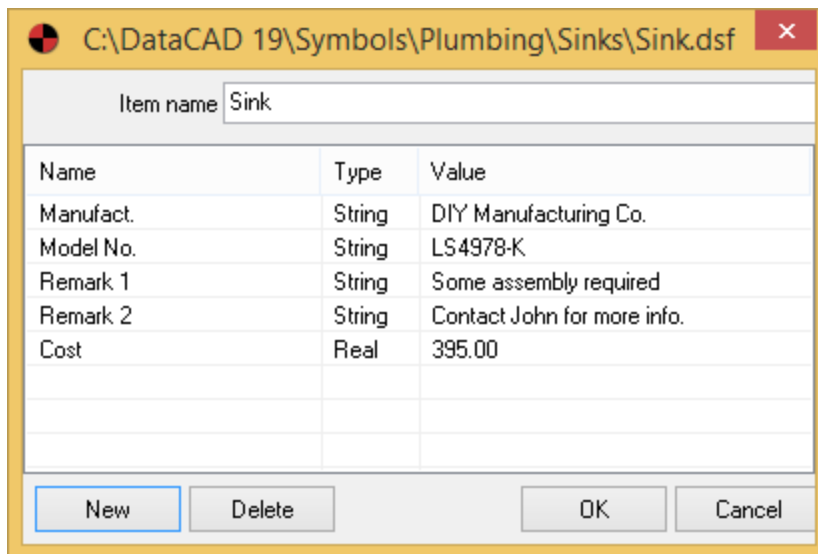 C:\DataCAD 19\Symbols\Plumbing\Sinks\Sink.dsf
Item name Sink
Name Type Value
Manufact. String DIY Manufacturing Co.
Model No. String LS4978-K
Remark 1 String Some assembly required
Remark 2 String Contact John for more info.
Cost Real 395.00
New Delete OK Cancel